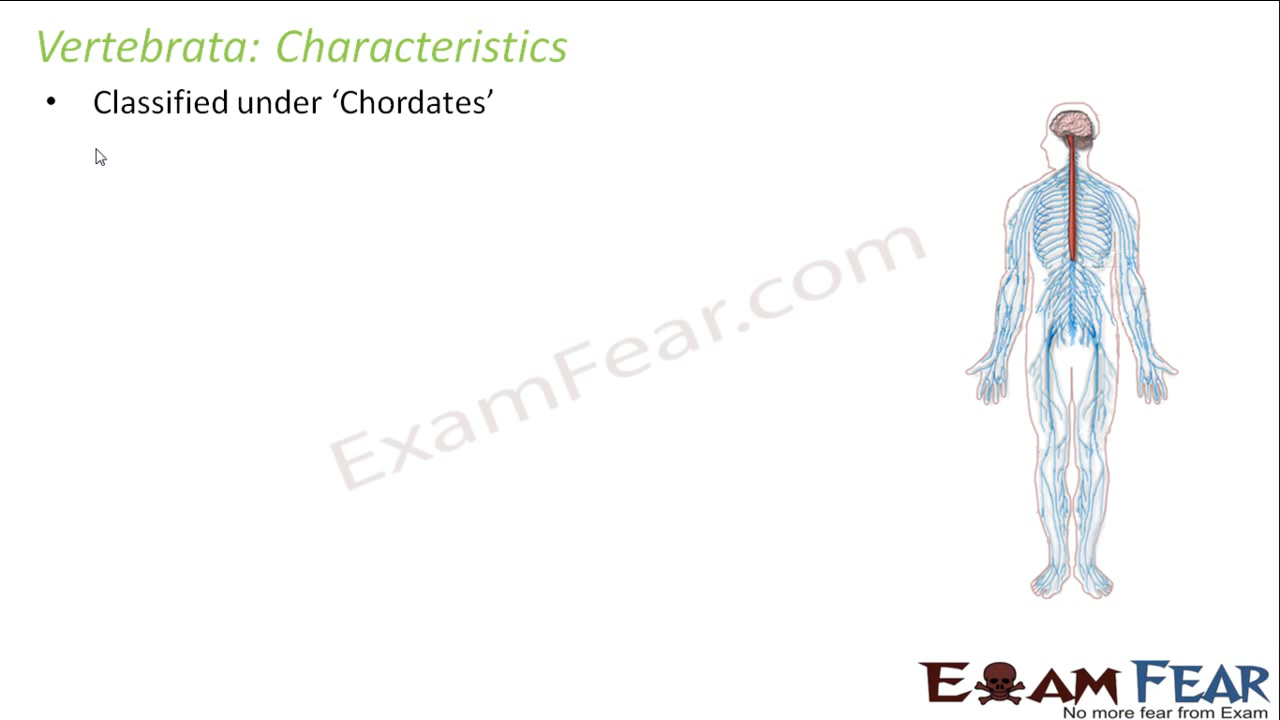 Vertebrata: Characteristics
• Classified under ‘Chordates’
ExamFear.com
EXAM FEAR
No more fear from Exam